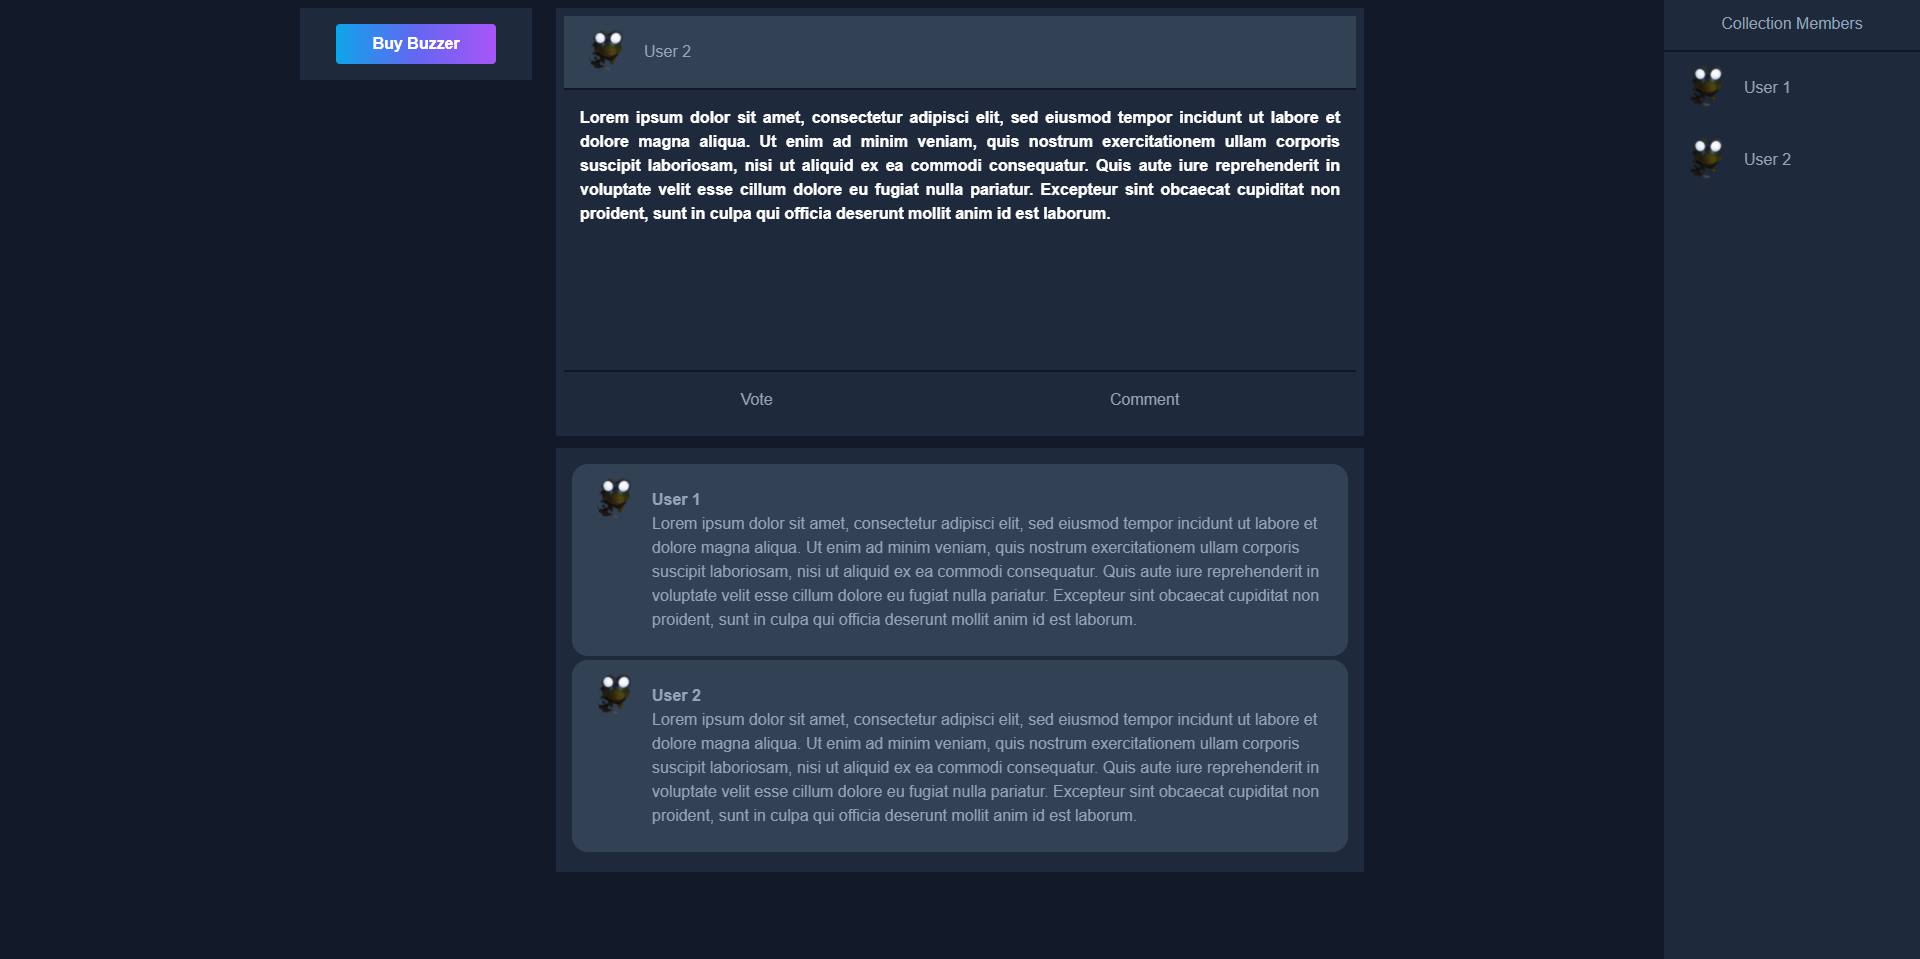 Buy Buzzer
User 2
Lorem ipsum dolor sit amet, consectetur adipisci elit, sed eiusmod tempor incidunt ut labore et
dolore magna aliqua. Ut enim ad minim veniam, quis nostrum exercitationem ullam corporis
suscipit laboriosam, nisi ut aliquid ex ea commodi consequatur. Quis aute iure reprehenderit in
voluptate velit esse cillum dolore eu fugiat nulla pariatur. Excepteur sint obcaecat cupiditat non
proident, sunt in culpa qui officia deserunt mollit anim id est laborum.
Vote
Comment
User 1
Lorem ipsum dolor sit amet, consectetur adipisci elit, sed eiusmod tempor incidunt ut labore et
dolore magna aliqua. Ut enim ad minim veniam, quis nostrum exercitationem ullam corporis
suscipit laboriosam, nisi ut aliquid ex ea commodi consequatur. Quis aute iure reprehenderit in
voluptate velit esse cillum dolore eu fugiat nulla pariatur. Excepteur sint obcaecat cupiditat non
proident, sunt in culpa qui officia deserunt mollit anim id est laborum.
User 2
Lorem ipsum dolor sit amet, consectetur adipisci elit, sed eiusmod tempor incidunt ut labore et
dolore magna aliqua. Ut enim ad minim veniam, quis nostrum exercitationem ullam corporis
suscipit laboriosam, nisi ut aliquid ex ea commodi consequatur. Quis aute iure reprehenderit in
voluptate velit esse cillum dolore eu fugiat nulla pariatur. Excepteur sint obcaecat cupiditat non
proident, sunt in culpa qui officia deserunt mollit anim id est laborum.
Collection Members
User 1
User 2